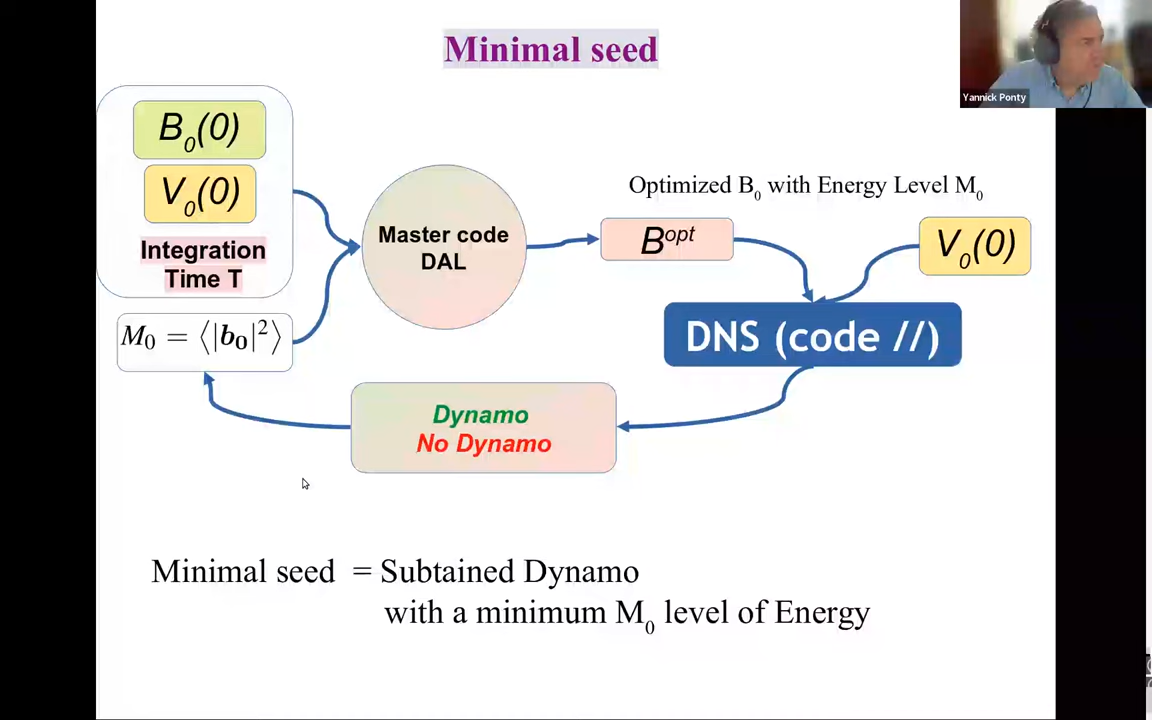 Minimal seed
Yannick Ponty
B₀(0)
V₀(0)
Integration
Time T
M₀ = ⟨|b₀|²⟩
Master code
DAL
Optimized B₀ with Energy Level M₀
B^opt
V₀(0)
DNS (code //)
Dynamo
No Dynamo
Minimal seed = Subtained Dynamo
with a minimum M₀ level of Energy